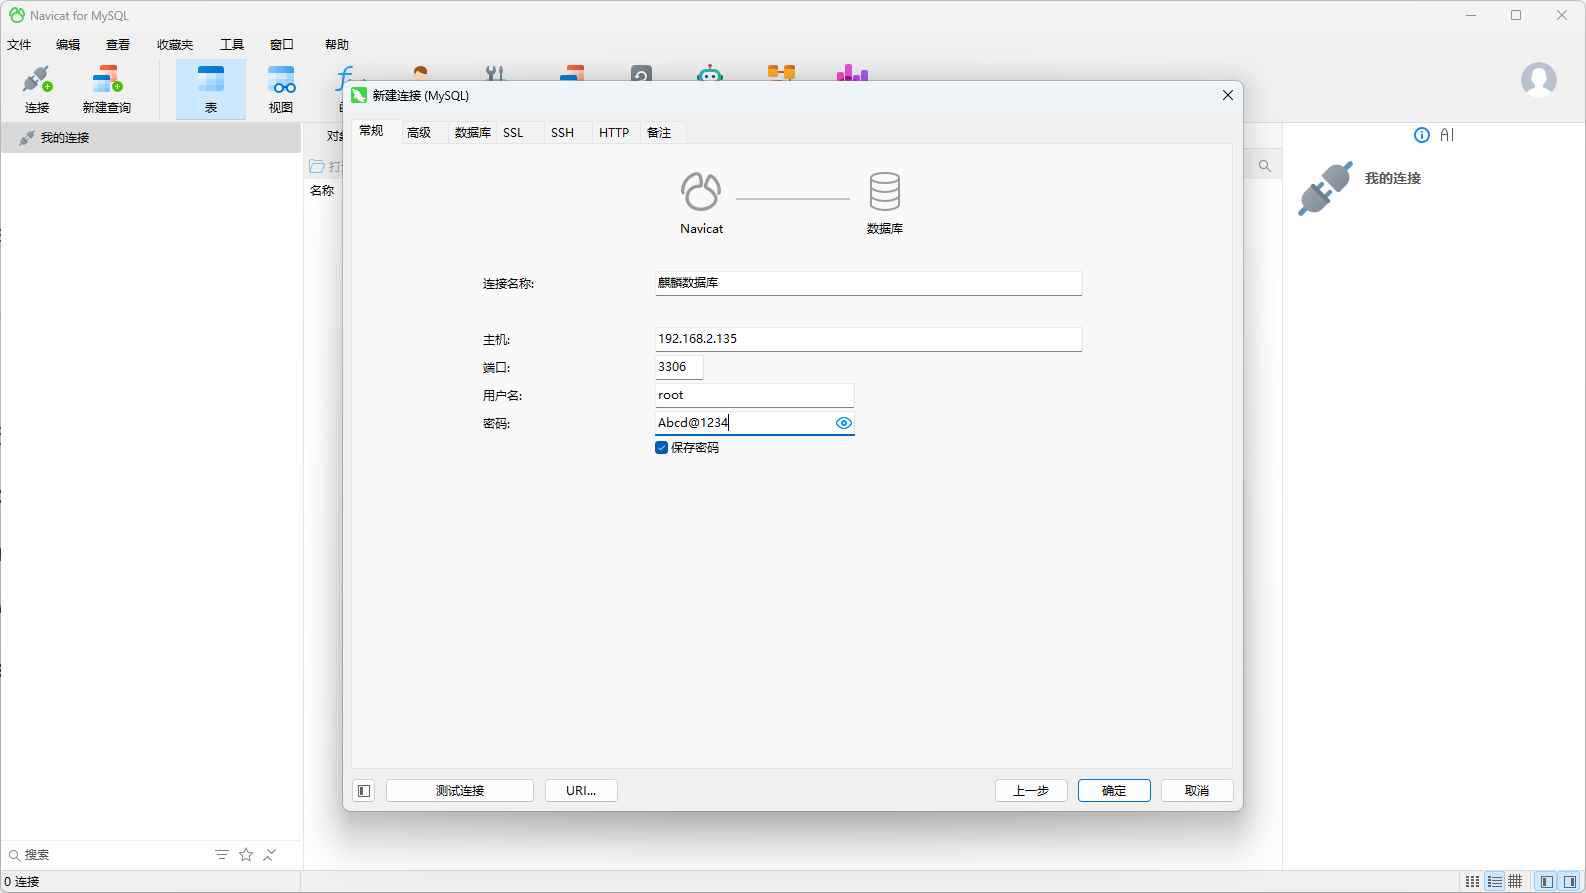 Navicat for MySQL
文件 编辑 查看 收藏夹 工具 窗口 帮助
连接 新建查询 表 视图
我的连接
新建连接 (MySQL)
常规 高级 数据库 SSL SSH HTTP 备注
Navicat
数据库
连接名称: 麒麟数据库
主机: 192.168.2.135
端口: 3306
用户名: root
密码: Abcd@1234
保存密码
测试连接 URI... 上一步 确定 取消
名称
AI
我的连接
搜索
0 连接